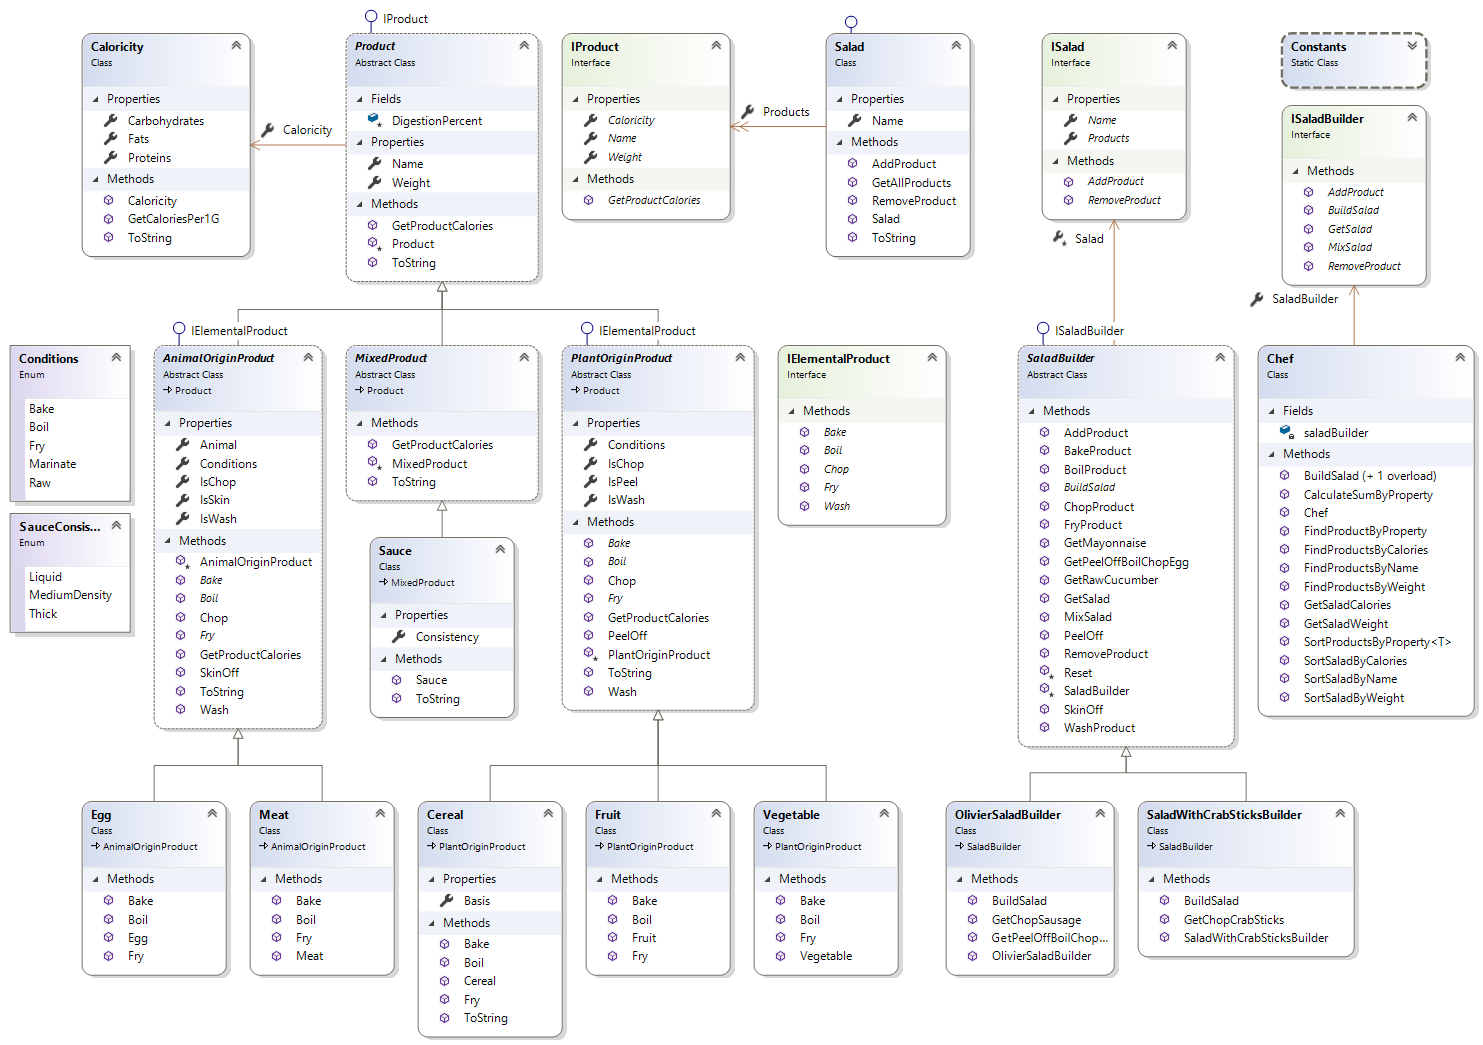 IProduct
Caloricity
Class
Properties
Carbohydrates
Fats
Proteins
Methods
Caloricity
GetCaloriesPer1G
ToString
Caloricity
Product
Abstract Class
Fields
DigestionPercent
Properties
Name
Weight
Methods
GetProductCalories
Product
ToString
IProduct
Interface
Properties
Caloricity
Name
Weight
Methods
GetProductCalories
Products
Salad
Class
Properties
Name
Methods
AddProduct
GetAllProducts
RemoveProduct
Salad
ToString
ISalad
Interface
Properties
Name
Products
Methods
AddProduct
RemoveProduct
Salad
Constants
Static Class
ISaladBuilder
Interface
Methods
AddProduct
BuildSalad
GetSalad
MixSalad
RemoveProduct
SaladBuilder
Conditions
Enum
Bake
Boil
Fry
Marinate
Raw
SauceConsis...
Enum
Liquid
MediumDensity
Thick
IElementalProduct
AnimalOriginProduct
Abstract Class
Product
Properties
Animal
Conditions
IsChop
IsSkin
IsWash
Methods
AnimalOriginProduct
Bake
Boil
Chop
Fry
GetProductCalories
SkinOff
ToString
Wash
MixedProduct
Abstract Class
Product
Methods
GetProductCalories
MixedProduct
ToString
Sauce
Class
MixedProduct
Properties
Consistency
Methods
Sauce
ToString
IElementalProduct
PlantOriginProduct
Abstract Class
Product
Properties
Conditions
IsChop
IsPeel
IsWash
Methods
Bake
Boil
Chop
Fry
GetProductCalories
PeelOff
PlantOriginProduct
ToString
Wash
IElementalProduct
Interface
Methods
Bake
Boil
Chop
Fry
Wash
ISaladBuilder
SaladBuilder
Abstract Class
Methods
AddProduct
BakeProduct
BoilProduct
BuildSalad
ChopProduct
FryProduct
GetMayonnaise
GetPeelOffBoilChopEgg
GetRawCucumber
GetSalad
MixSalad
PeelOff
RemoveProduct
Reset
SaladBuilder
SkinOff
WashProduct
Chef
Class
Fields
saladBuilder
Methods
BuildSalad (+ 1 overload)
CalculateSumByProperty
Chef
FindProductByProperty
FindProductsByCalories
FindProductsByName
FindProductsByWeight
GetSaladCalories
GetSaladWeight
SortProductsByProperty<T>
SortSaladByCalories
SortSaladByName
SortSaladByWeight
Egg
Class
AnimalOriginProduct
Methods
Bake
Boil
Egg
Fry
Meat
Class
AnimalOriginProduct
Methods
Bake
Boil
Fry
Meat
Cereal
Class
PlantOriginProduct
Properties
Basis
Methods
Bake
Boil
Cereal
Fry
ToString
Fruit
Class
PlantOriginProduct
Methods
Bake
Boil
Fruit
Fry
Vegetable
Class
PlantOriginProduct
Methods
Bake
Boil
Fry
Vegetable
OlivierSaladBuilder
Class
SaladBuilder
Methods
BuildSalad
GetChopSausage
GetPeelOffBoilChop...
OlivierSaladBuilder
SaladWithCrabSticksBuilder
Class
SaladBuilder
Methods
BuildSalad
GetChopCrabSticks
SaladWithCrabSticksBuilder